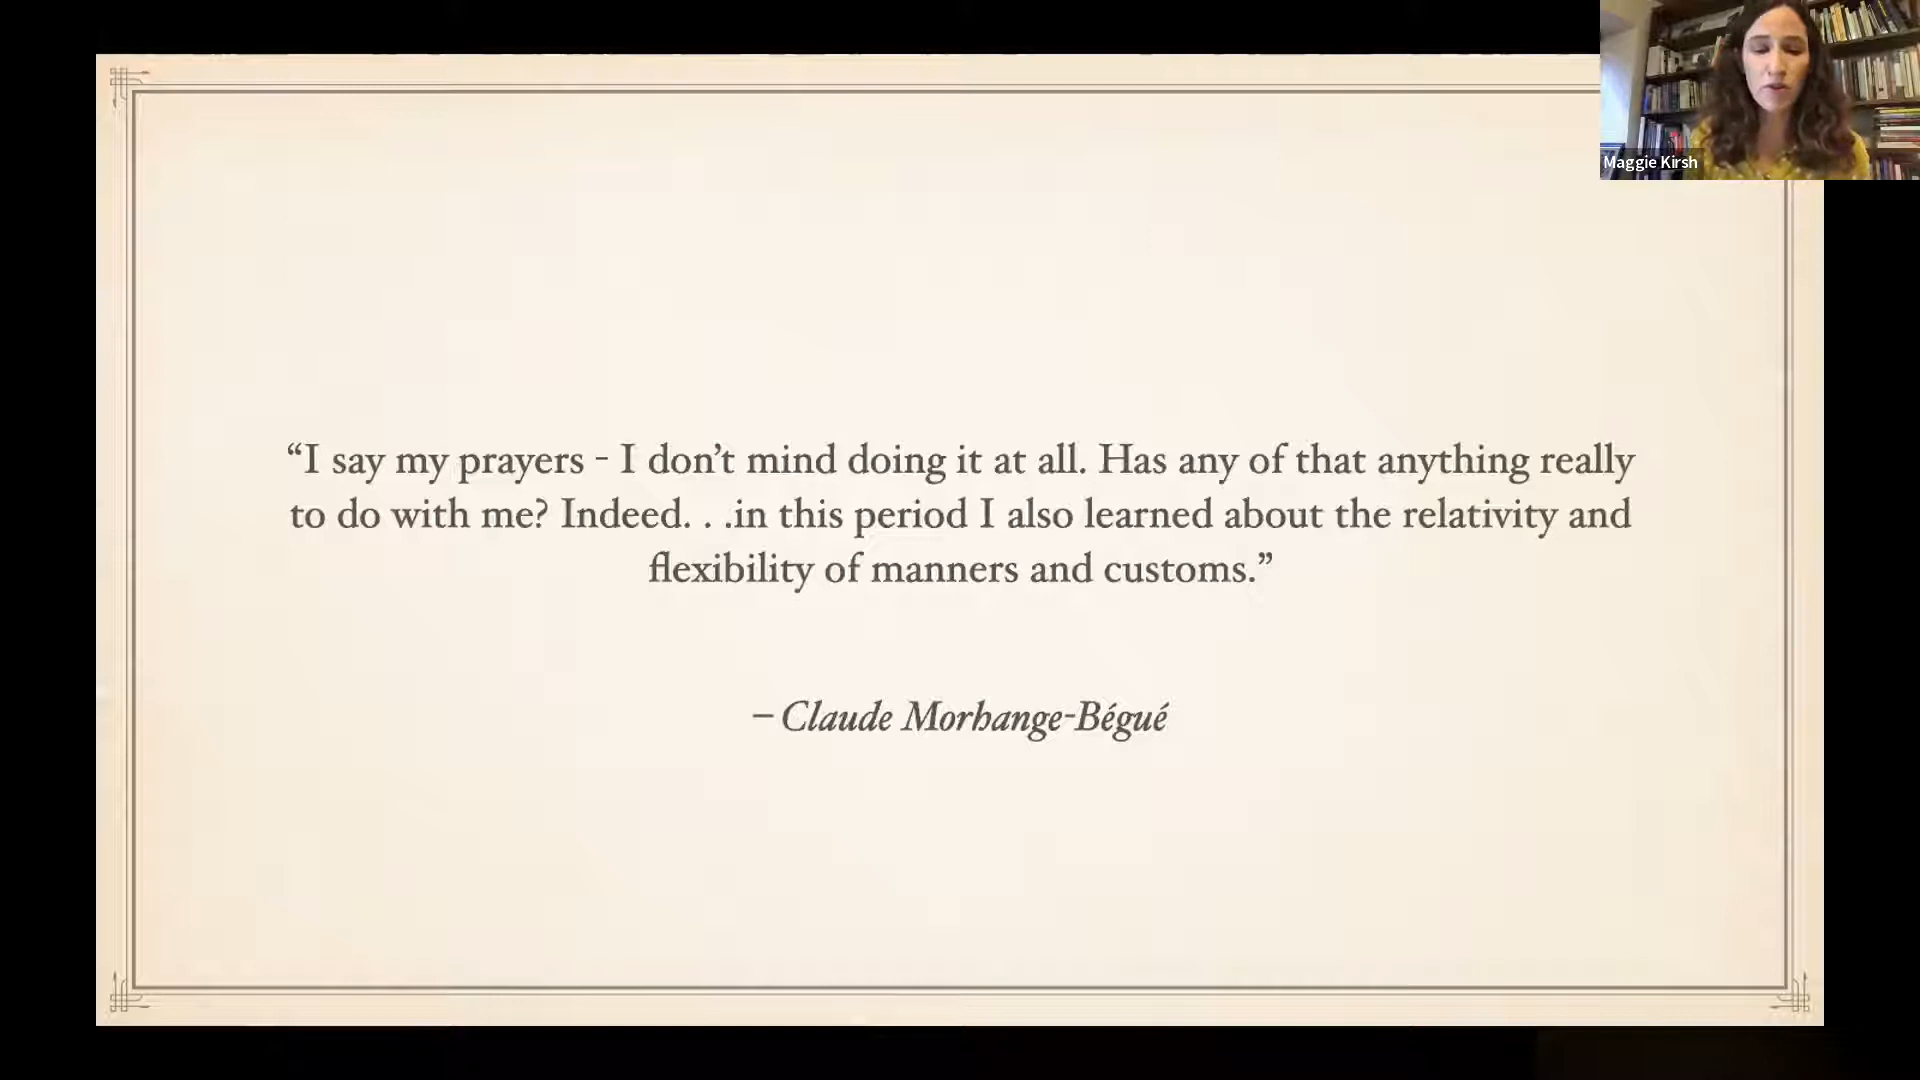 Maggie Kirsh
“I say my prayers - I don’t mind doing it at all. Has any of that anything really
to do with me? Indeed. . .in this period I also learned about the relativity and
flexibility of manners and customs.”
– Claude Morhange-Bégué